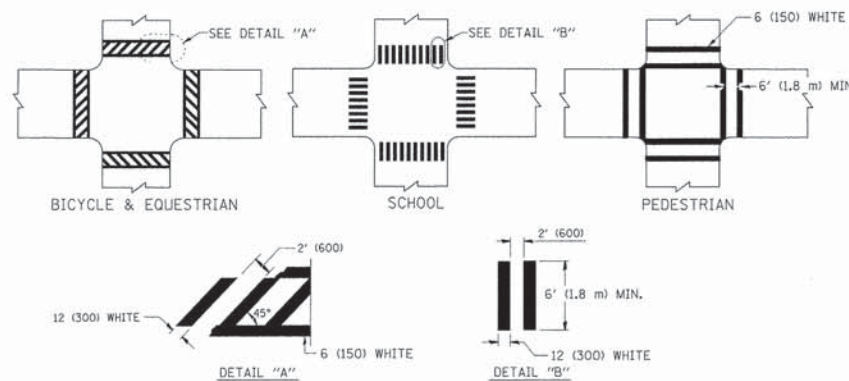 SEE DETAIL "A"
BICYCLE & EQUESTRIAN
SEE DETAIL "B"
SCHOOL
6 (150) WHITE
6' (1.8 m) MIN.
PEDESTRIAN
2' (600)
12 (300) WHITE
45°
6 (150) WHITE
DETAIL "A"
2' (600)
6' (1.8 m) MIN.
12 (300) WHITE
DETAIL "B"